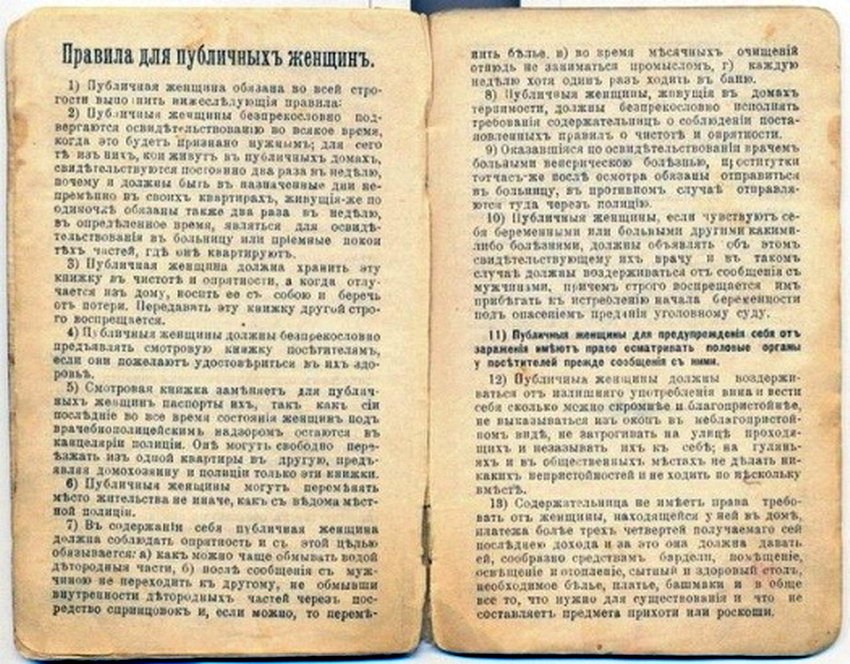 Правила для публичныхъ женщинъ.
1) Публичная женщина обязана во всей стро-
гости выполнить нижеслѣдующія правила:
2) Публичныя женщины безпрекословно под-
вергаются освидѣтельствованію во всякое время,
когда это будетъ признано нужнымъ; для сего
тѣ изъ нихъ, кои живутъ въ публичныхъ домахъ,
свидѣтельствуются постоянно два раза въ недѣлю,
почему и должны быть въ назначенные дни не-
премѣнно въ своихъ квартирахъ, живущія-же по
одиночкѣ обязаны также два раза въ недѣлю,
въ опредѣленное время, являться для освидѣ-
тельствованія въ больницу или пріемные покои
тѣхъ частей, гдѣ онѣ квартируютъ.
3) Публичная женщина должна хранить эту
книжку въ чистотѣ и опрятности, а когда отлу-
чается изъ дому, носить ее съ собою и беречь
отъ потери. Передавать эту книжку другой стро-
го воспрещается.
4) Публичныя женщины должны безпрекословно
предъявлять смотровую книжку посѣтителямъ,
если они пожелаютъ удостовѣриться въ ихъ здо-
ровьѣ.
5) Смотровая книжка замѣняетъ для публич-
ныхъ женщинъ паспорты ихъ, такъ какъ сіи
послѣдніе во все время состоянія женщинъ подъ
врачебнополицейскимъ надзоромъ остаются въ
канцеляріи полиціи. Онѣ могутъ свободно пере-
ѣзжать изъ одной квартиры въ другую, предъ-
являя домохозяину и полиціи только эти книжки.
6) Публичныя женщины могутъ перемѣнять
мѣсто жительства не иначе, какъ съ вѣдома мѣст-
ной полиціи.
7) Въ содержаніи себя публичная женщина
должна соблюдать опрятность и съ этой цѣлью
обязывается: а) какъ можно чаще обмывать водой
дѣтородныя части, б) послѣ сообщенія съ муж-
чиною не переходить къ другому, не обмывши
внутренности дѣтородныхъ частей черезъ пос-
редство спринцовокъ и, если можно, то перемѣ-
нить бѣлье. в) во время мѣсячныхъ очищеній
отнюдь не заниматься промысломъ, г) каждую
недѣлю хотя одинъ разъ ходить въ баню.
8) Публичныя женщины, живущія въ домахъ
терпимости, должны безпрекословно исполнять
требованія содержательницъ о соблюденіи поста-
новленныхъ правилъ о чистотѣ и опрятности.
9) Оказавшіяся по освидѣтельствованіи врачемъ
больными венерическою болѣзнью, проститутки
тотчасъ-же послѣ осмотра обязаны отправиться
въ больницу, въ противномъ случаѣ отправля-
ются туда черезъ полицію.
10) Публичныя женщины, если чувствуютъ се-
бя беременными или больными другими какими-
либо болѣзнями, должны объявлять объ этомъ
свидѣтельствующему ихъ врачу и въ такомъ
случаѣ должны воздерживаться отъ сообщенія съ
мужчинами, причемъ строго воспрещается имъ
прибѣгать къ истребленію начала беременности
подъ опасеніемъ преданія уголовному суду.
11) Публичныя женщины для предупрежденія себя отъ
зараженія имѣютъ право осматривать половые органы
у посѣтителей прежде сообщенія съ ними.
12) Публичныя женщины должны воздержи-
ваться отъ излишняго употребленія вина и вести
себя сколько можно скромнѣе и благопристойнѣе,
не выказываться изъ оконъ въ неблагопристой-
номъ видѣ, не затрогивать на улицѣ проходя-
щихъ и незазывать ихъ къ себѣ; на гулянь-
яхъ и въ общественныхъ мѣстахъ не дѣлать ни-
какихъ непристойностей и не ходить по нѣскольку
вмѣстѣ.
13) Содержательница не имѣетъ права требо-
вать отъ женщины, находящейся у ней въ домѣ,
платежа болѣе трехъ четвертей получаемаго сей
послѣднею дохода и за это она должна давать
ей, сообразно средствамъ бардели, помѣщеніе,
освѣщеніе и отопленіе, сытный и здоровый столъ,
необходимое бѣлье, платье, башмаки и в обще
все то, что нужно для существованія и что не
составляетъ предмета прихоти или роскоши.